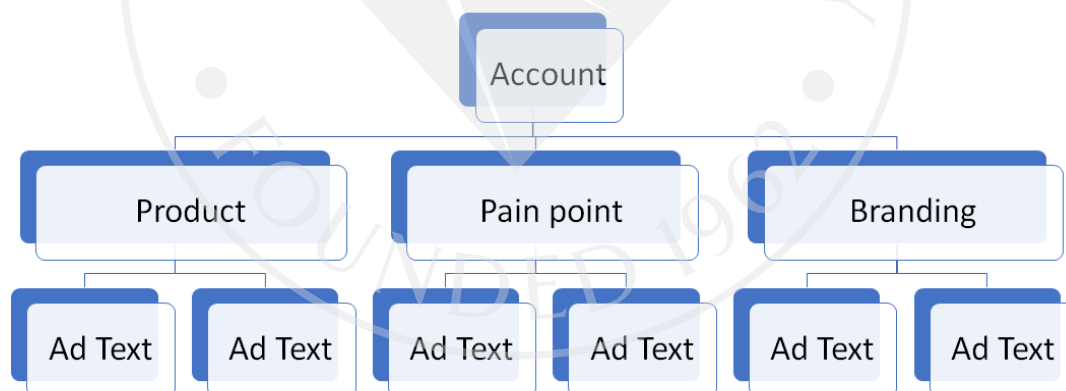 Account
Product
Pain point
Branding
Ad Text
Ad Text
Ad Text
Ad Text
Ad Text
Ad Text
FOUNDED 1962